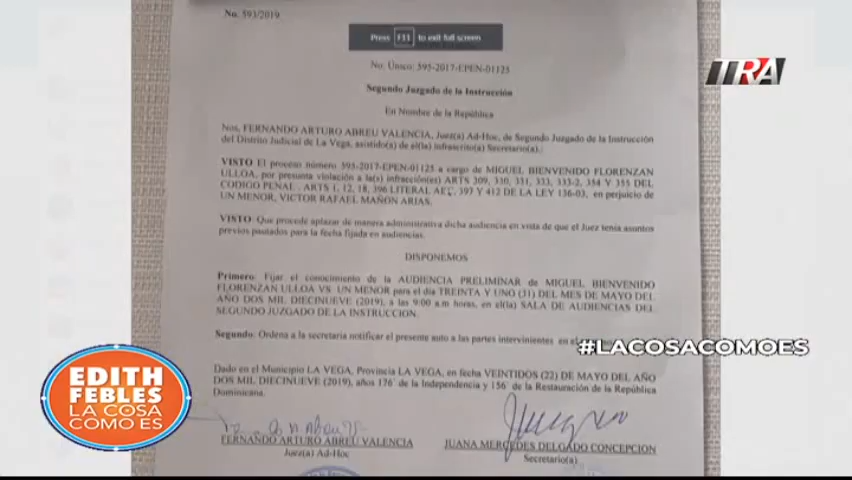 No. 593/2019
Press F11 to exit full screen
ITRA
No. Único: 595-2017-EPEN-01125
Segundo Juzgado de la Instrucción
En Nombre de la República
Nos, FERNANDO ARTURO ABREU VALENCIA, Juez(a) Ad-Hoc, de Segundo Juzgado de la Instrucción
del Distrito Judicial de La Vega, asistido(s) de el(la) infrascrito(a) Secretario(a).
VISTO El proceso número 595-2017-EPEN-01125 a cargo de MIGUEL BIENVENIDO FLORENZAN
ULLOA, por presunta violación a la(s) infracción(es) ARTS 309, 330, 331, 333, 333-2, 354 Y 355 DEL
CODIGO PENAL , ARTS 1, 12, 18, 396 LITERAL 397 Y 412 DE LA LEY 136-03, en perjuicio de
UN MENOR, VICTOR RAFAEL MAÑON ARIAS.
VISTO: Que procede aplazar de manera administrativa dicha audiencia en vista de que el Juez tenia asuntos
previos pautados para la fecha fijada en audiencias.
DISPONEMOS
Primero: Fijar el conocimiento de la AUDIENCIA PRELIMINAR de MIGUEL BIENVENIDO
FLORENZAN ULLOA VS. UN MENOR para el dia TREINTA Y UNO (31) DEL MES DE MAYO DEL
AÑO DOS MIL DIECINUEVE (2019), a las 9:00 a.m horas, en el(la) SALA DE AUDIENCIAS DEL
SEGUNDO JUZGADO DE LA INSTRUCCION.
Segundo: Ordena a la secretaria notificar el presente auto a las partes intervinientes en el
#LACOSACOMOES
Dado en el Municipio LA VEGA, Provincia LA VEGA, en fecha VEINTIDOS (22) DE MAYO DEL AÑO
DOS MIL DIECINUEVE (2019), años 176° de la Independencia y 156° de la Restauración de la República
Dominicana.
EDITH
FEBLES
LA COSA
COMO ES
FERNANDO ARTURO ABREU VALENCIA
Juez(a) Ad-Hoc
JUANA MERCEDES DELGADO CONCEPCION
Secretario(a)